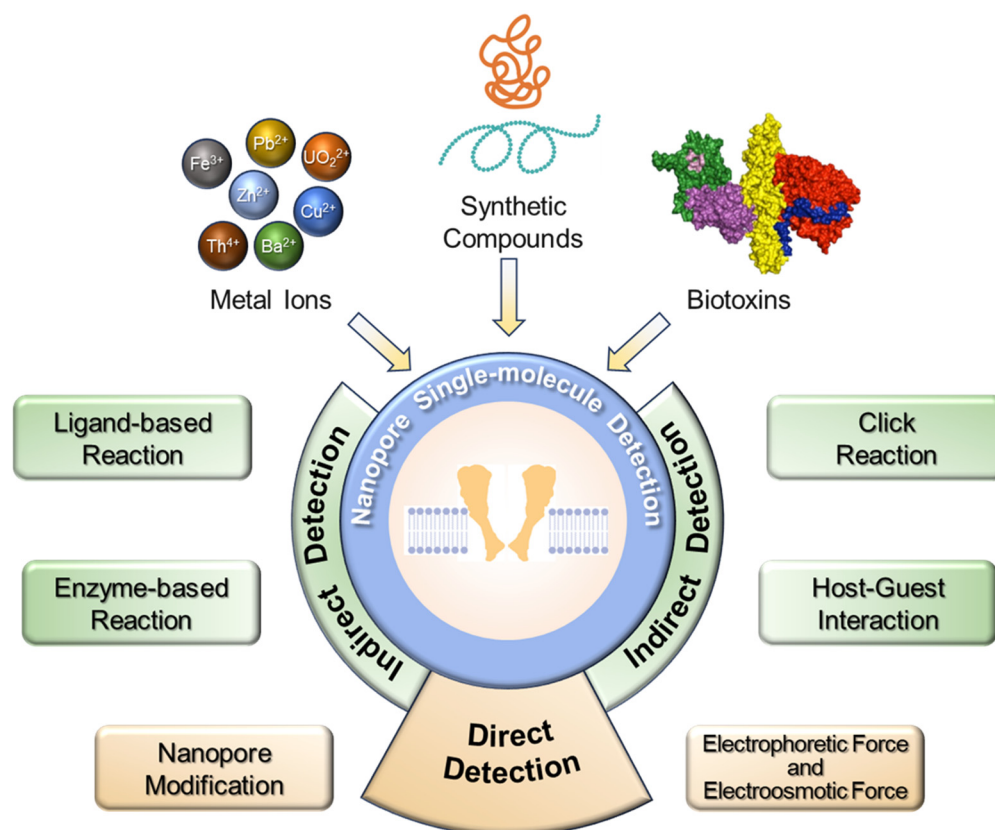 Fe³⁺
Pb²⁺
UO₂²⁺
Zn²⁺
Cu²⁺
Th⁴⁺
Ba²⁺
Metal Ions
Synthetic
Compounds
Biotoxins
Nanopore Single-molecule Detection
Indirect Detection
Indirect Detection
Direct
Detection
Ligand-based
Reaction
Enzyme-based
Reaction
Nanopore
Modification
Click
Reaction
Host-Guest
Interaction
Electrophoretic Force
and
Electroosmotic Force